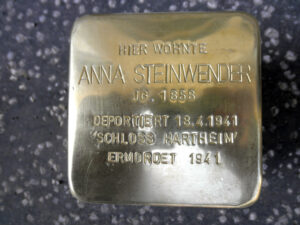 HIER WOHNTE
ANNA STEINWENDER
JG. 1858
DEPORTIERT 18.4.1941
'SCHLOSS HARTHEIM'
ERMORDET 1941